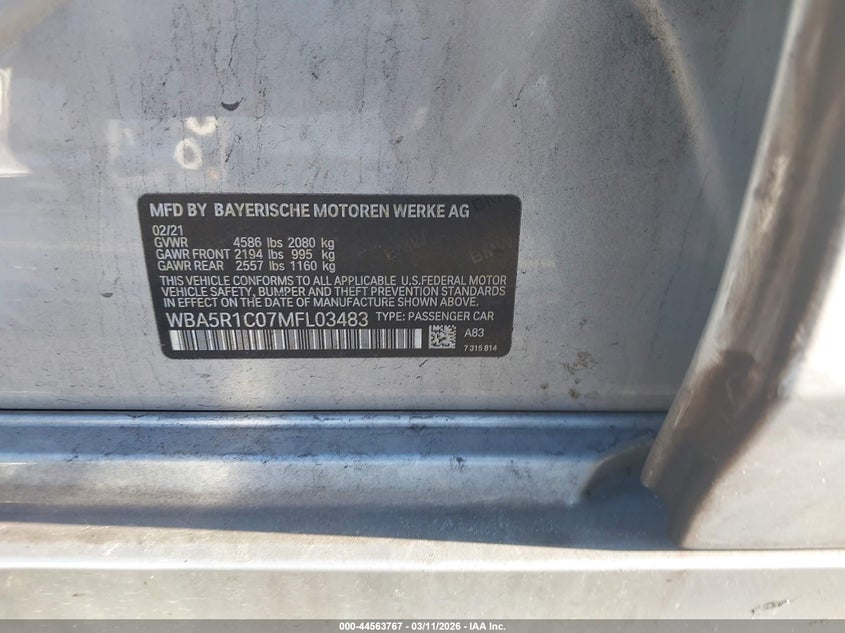 MFD BY BAYERISCHE MOTOREN WERKE AG
02/21
GVWR 4586 lbs 2080 kg
GAWR FRONT 2194 lbs 995 kg
GAWR REAR 2557 lbs 1160 kg
THIS VEHICLE CONFORMS TO ALL APPLICABLE U.S.FEDERAL MOTOR
VEHICLE SAFETY, BUMPER AND THEFT PREVENTION STANDARDS
IN EFFECT ON THE DATE OF MANUFACTURE SHOWN ABOVE.
WBA5R1C07MFL03483 TYPE: PASSENGER CAR
A83
7 315 814
000-44563767 - 03/11/2026 - IAA Inc.